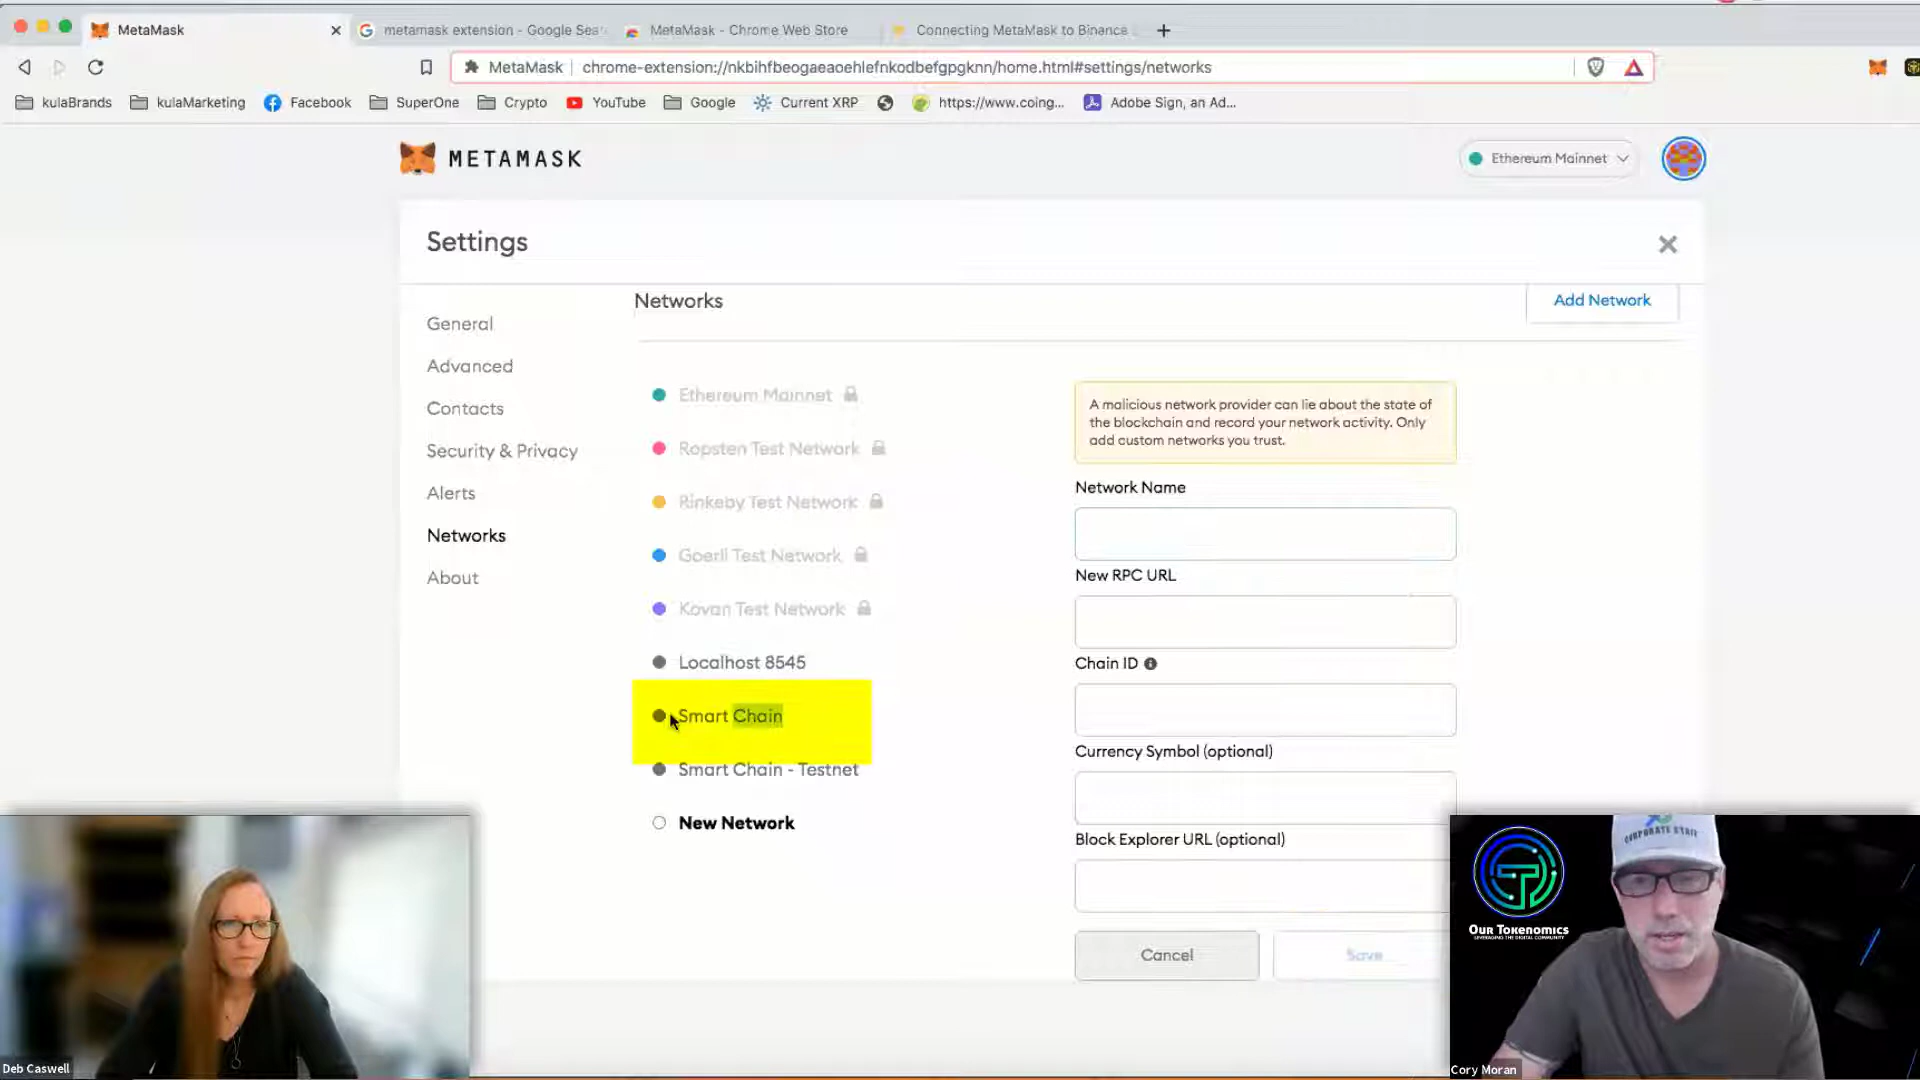 MetaMask
metamask extension - Google Sea
MetaMask - Chrome Web Store
Connecting MetaMask to Binance
MetaMask
chrome-extension://nkbihfbeogaeaoehlefnkodbefgpgknn/home.html#settings/networks
kulaBrands
kulaMarketing
Facebook
SuperOne
Crypto
YouTube
Google
Current XRP
https://www.coing...
Adobe Sign, an Ad...
METAMASK
Ethereum Mainnet
Settings
General
Advanced
Contacts
Security & Privacy
Alerts
Networks
About
Networks
Add Network
Ethereum Mainnet
Ropsten Test Network
Rinkeby Test Network
Goerli Test Network
Kovan Test Network
Localhost 8545
Smart Chain
Smart Chain - Testnet
New Network
A malicious network provider can lie about the state of
the blockchain and record your network activity. Only
add custom networks you trust.
Network Name
New RPC URL
Chain ID
Currency Symbol (optional)
Block Explorer URL (optional)
Cancel
Save
Deb Caswell
CORPORATE
OUR TOKENOMICS
LEVERAGING THE DIGITAL COMMUNITY
Cory Moran